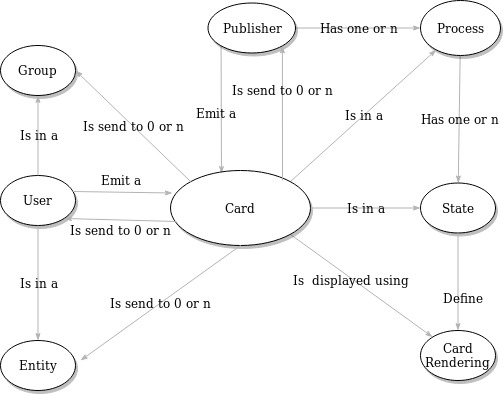 Publisher
Has one or n
Process
Group
Is send to 0 or n
Emit a
Is in a
Is send to 0 or n
Has one or n
Is in a
Emit a
User
Card
Is in a
State
Is send to 0 or n
Is in a
Is displayed using
Is send to 0 or n
Define
Entity
Card
Rendering